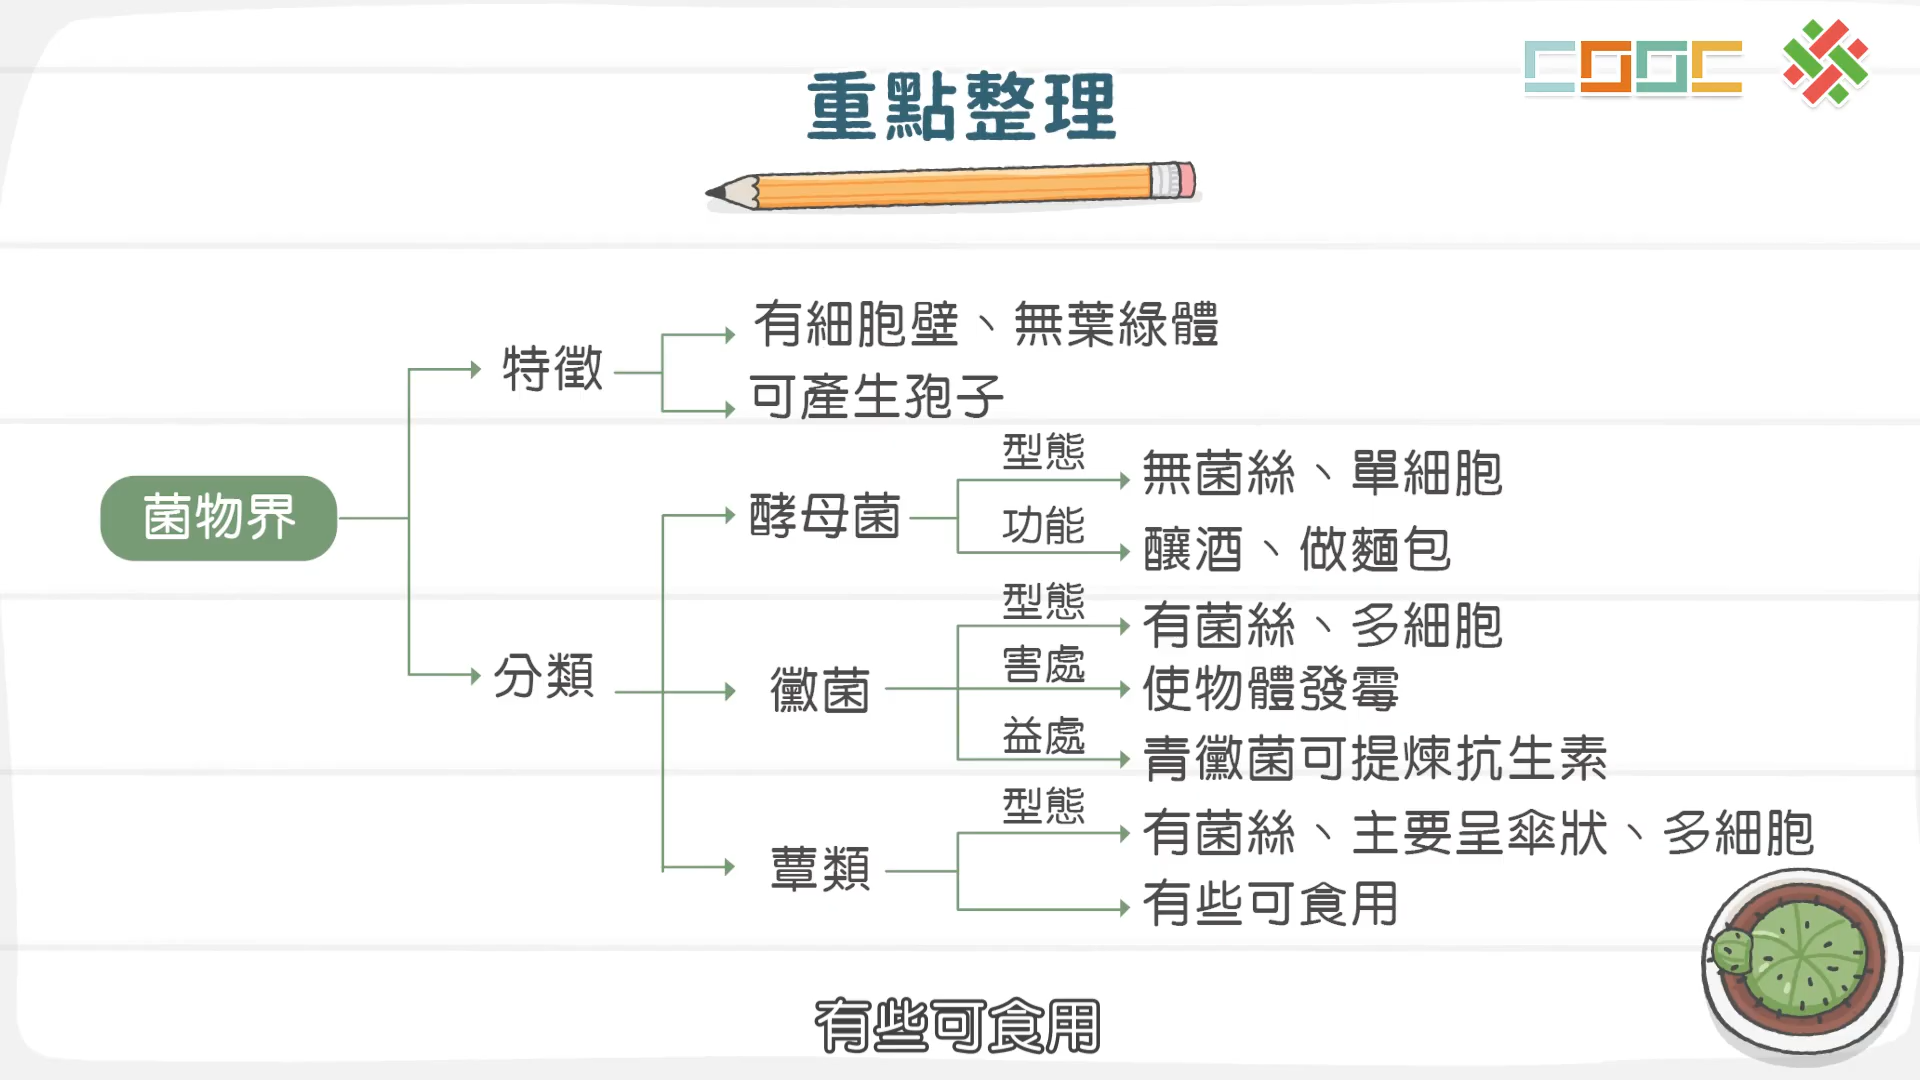 COOC
重點整理
有細胞壁、無葉綠體
特徵
可產生孢子
型態
無菌絲、單細胞
菌物界
酵母菌
功能
釀酒、做麵包
型態
有菌絲、多細胞
分類
黴菌
害處
使物體發霉
益處
青黴菌可提煉抗生素
型態
有菌絲、主要呈傘狀、多細胞
蕈類
有些可食用
有些可食用